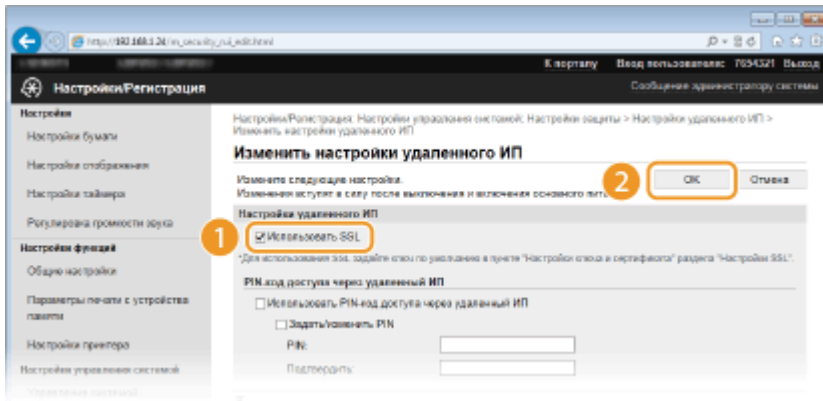 http://192.168.1.24/m_security_rui_edit.html
К порталу Вход пользователя: 7654321 Выход
Настройки/Регистрация
Сообщение администратору системы
Настройки
Настройки бумаги
Настройки отображения
Настройки таймера
Регулировка громкости звука
Настройки функций
Общие настройки
Параметры печати с устройства памяти
Настройки принтера
Настройки управления системой
Управление системой
Настройки/Регистрация: Настройки управления системой: Настройки защиты > Настройки удаленного ИП >
Изменить настройки удаленного ИП
Изменить настройки удаленного ИП
Измените следующие настройки.
Изменения вступят в силу после выключения и включения основного
2
OK
Отмена
Настройки удаленного ИП
1
Использовать SSL
*Для использования SSL задайте ключ по умолчанию в пункте "Настройки ключа и сертификата" раздела "Настройки SSL".
PIN-код доступа через удаленный ИП
Использовать PIN-код доступа через удаленный ИП
Задать/изменить PIN
PIN:
Подтвердить: